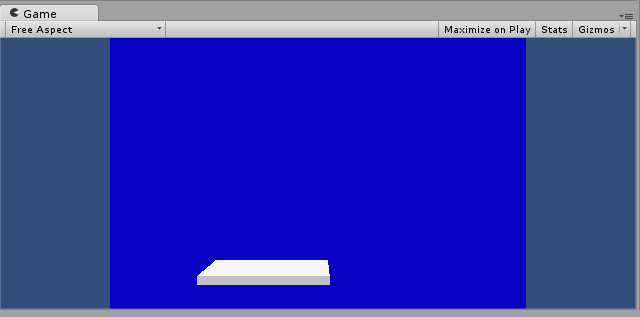 Game
Free Aspect
Maximize on Play
Stats
Gizmos